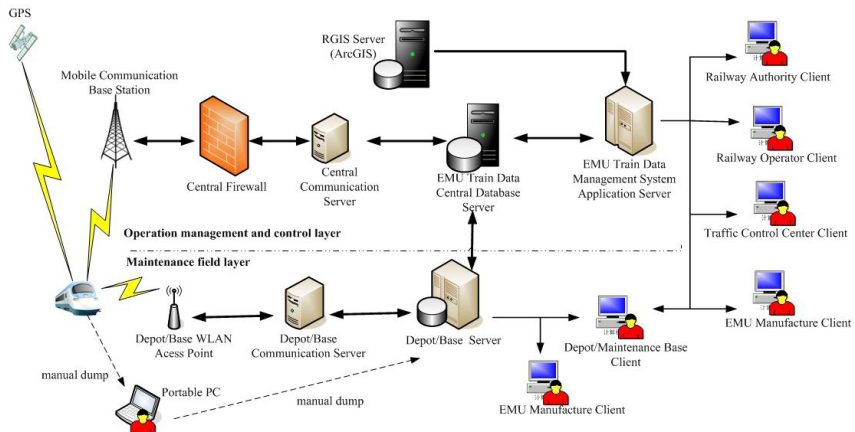 GPS
RGIS Server
(ArcGIS)
Mobile Communication
Base Station
Railway Authority Client
Central Firewall
Central
Communication
Server
EMU Train Data
Central Database
Server
EMU Train Data
Management System
Application Server
Railway Operator Client
Traffic Control Center Client
Operation management and control layer
Maintenance field layer
Depot/Base WLAN
Acess Point
Depot/Base
Communication Server
Depot/Base Server
Depot/Maintenance Base
Client
EMU Manufacture Client
manual dump
Portable PC
manual dump
EMU Manufacture Client